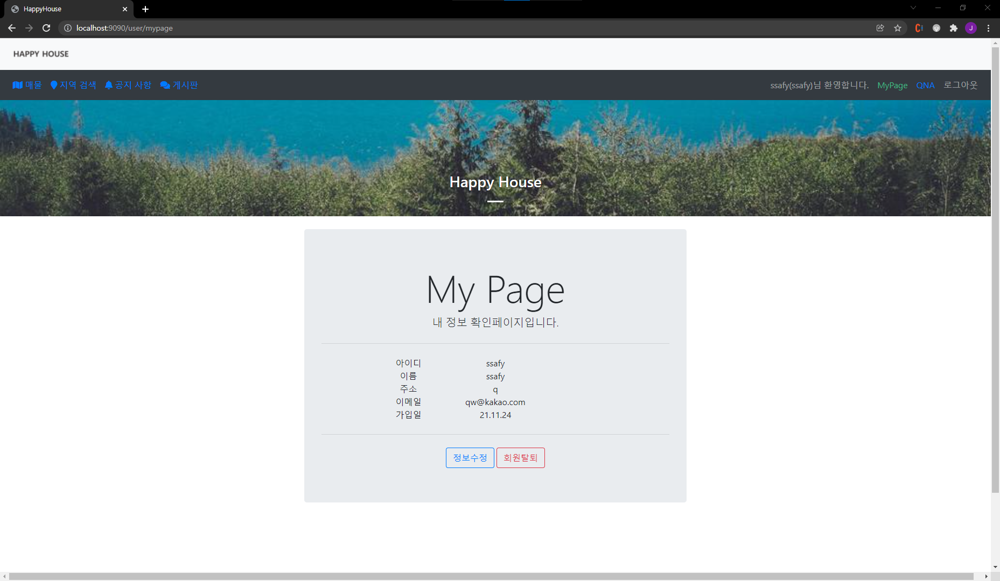 HappyHouse
localhost:9090/user/mypage
J
HAPPY HOUSE
매물 지역 검색 공지 사항 게시판
ssafy(ssafy)님 환영합니다. MyPage QNA 로그아웃
Happy House
My Page
내 정보 확인페이지입니다.
아이디 ssafy
이름 ssafy
주소 q
이메일 qw@kakao.com
가입일 21.11.24
정보수정 회원탈퇴